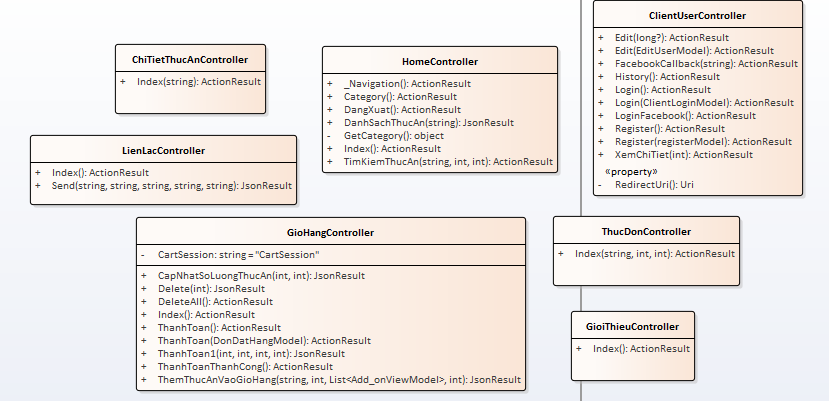 ChiTietThucAnController
+ Index(string): ActionResult
HomeController
+ _Navigation(): ActionResult
+ Category(): ActionResult
+ DangXuat(): ActionResult
+ DanhSachThucAn(string): JsonResult
- GetCategory(): object
+ Index(): ActionResult
+ TimKiemThucAn(string, int, int): ActionResult
ClientUserController
+ Edit(long?): ActionResult
+ Edit(EditUserModel): ActionResult
+ FacebookCallback(string): ActionResult
+ History(): ActionResult
+ Login(): ActionResult
+ Login(ClientLoginModel): ActionResult
+ LoginFacebook(): ActionResult
+ Register(): ActionResult
+ Register(registerModel): ActionResult
+ XemChiTiet(int): ActionResult
«property»
- RedirectUri(): Uri
LienLacController
+ Index(): ActionResult
+ Send(string, string, string, string, string): JsonResult
GioHangController
- CartSession: string = "CartSession"
+ CapNhatSoLuongThucAn(int, int): JsonResult
+ Delete(int): JsonResult
+ DeleteAll(): ActionResult
+ Index(): ActionResult
+ ThanhToan(): ActionResult
+ ThanhToan(DonDatHangModel): ActionResult
+ ThanhToan1(int, int, int, int): JsonResult
+ ThanhToanThanhCong(): ActionResult
+ ThemThucAnVaoGioHang(string, int, List<Add_onViewModel>, int): JsonResult
ThucDonController
+ Index(string, int, int): ActionResult
GioiThieuController
+ Index(): ActionResult